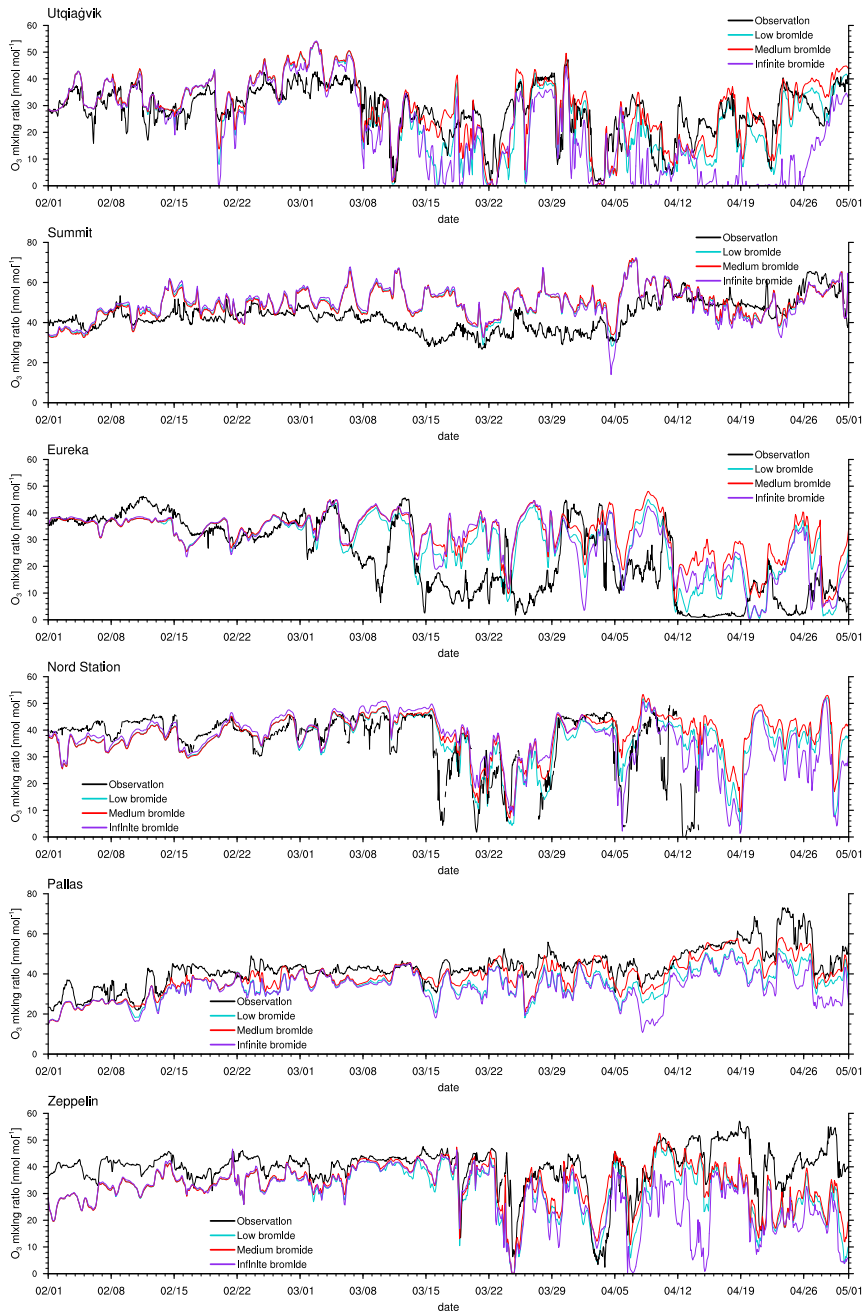 Utqiaġvik
O3 mixing ratio [nmol mol-1]
60
50
40
30
20
10
0
Observation
Low bromide
Medium bromide
Infinite bromide
02/01 02/08 02/15 02/22 03/01 03/08 03/15 03/22 03/29 04/05 04/12 04/19 04/26 05/01
date
Summit
O3 mixing ratio [nmol mol-1]
80
60
40
20
0
Observation
Low bromide
Medium bromide
Infinite bromide
02/01 02/08 02/15 02/22 03/01 03/08 03/15 03/22 03/29 04/05 04/12 04/19 04/26 05/01
date
Eureka
O3 mixing ratio [nmol mol-1]
60
50
40
30
20
10
0
Observation
Low bromide
Medium bromide
Infinite bromide
02/01 02/08 02/15 02/22 03/01 03/08 03/15 03/22 03/29 04/05 04/12 04/19 04/26 05/01
date
Nord Station
O3 mixing ratio [nmol mol-1]
60
50
40
30
20
10
0
Observation
Low bromide
Medium bromide
Infinite bromide
02/01 02/08 02/15 02/22 03/01 03/08 03/15 03/22 03/29 04/05 04/12 04/19 04/26 05/01
date
Pallas
O3 mixing ratio [nmol mol-1]
80
60
40
20
0
Observation
Low bromide
Medium bromide
Infinite bromide
02/01 02/08 02/15 02/22 03/01 03/08 03/15 03/22 03/29 04/05 04/12 04/19 04/26 05/01
date
Zeppelin
O3 mixing ratio [nmol mol-1]
60
50
40
30
20
10
0
Observation
Low bromide
Medium bromide
Infinite bromide
02/01 02/08 02/15 02/22 03/01 03/08 03/15 03/22 03/29 04/05 04/12 04/19 04/26 05/01
date